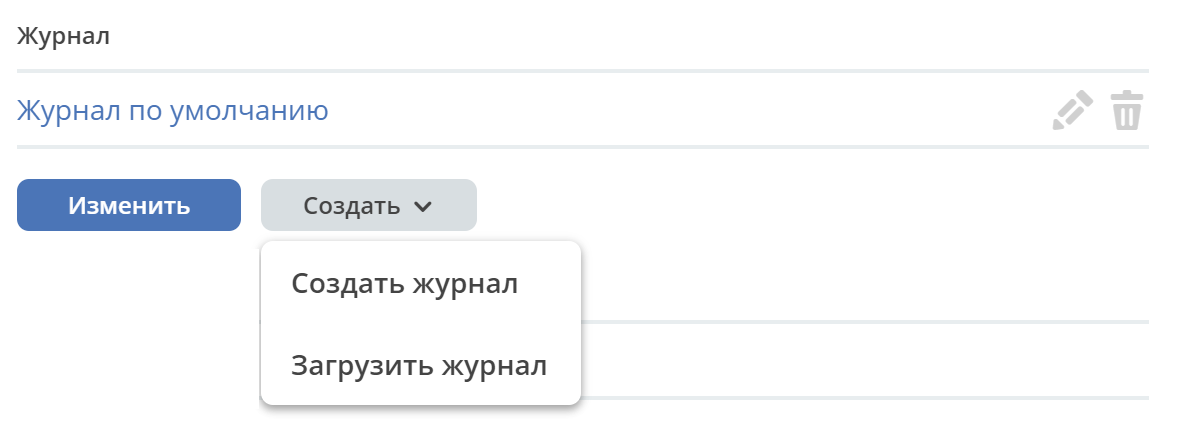 Журнал
Журнал по умолчанию
Изменить
Создать
Создать журнал
Загрузить журнал